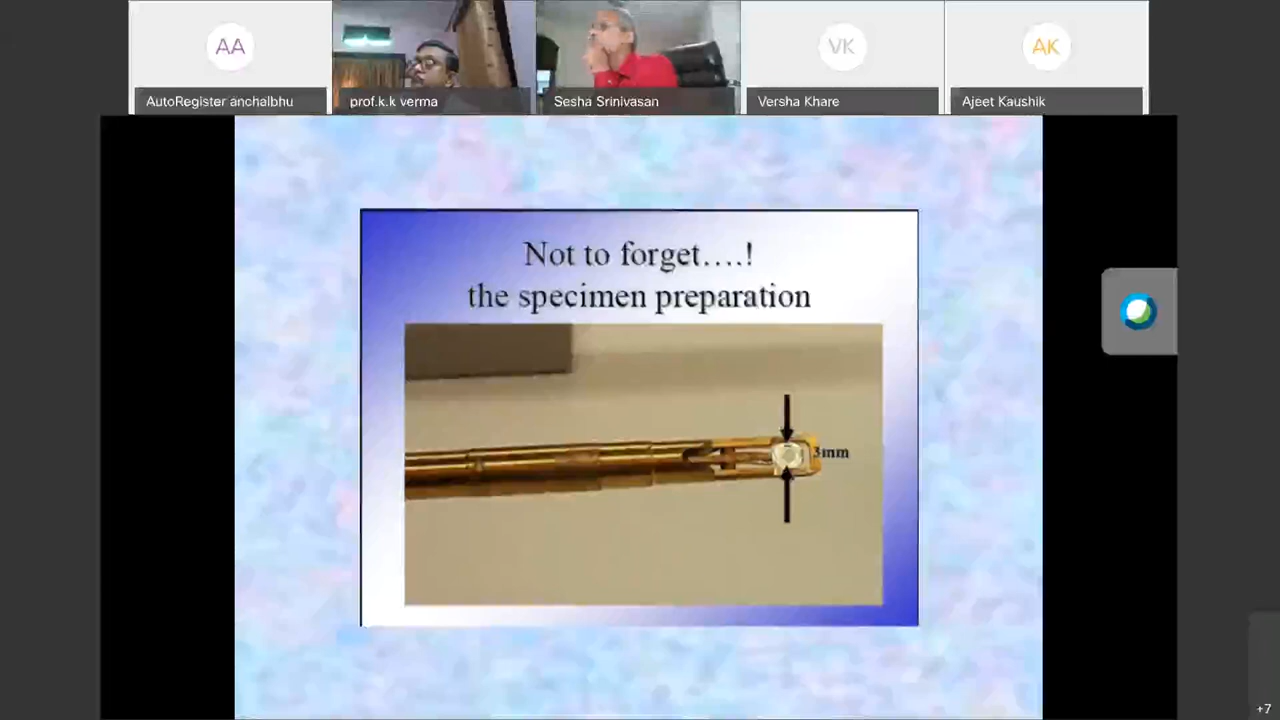 AA
VK
AK
AutoRegister anchalbhu
prof.k.k verma
Sesha Srinivasan
Versha Khare
Ajeet Kaushik
Not to forget....!
the specimen preparation
3mm
+7